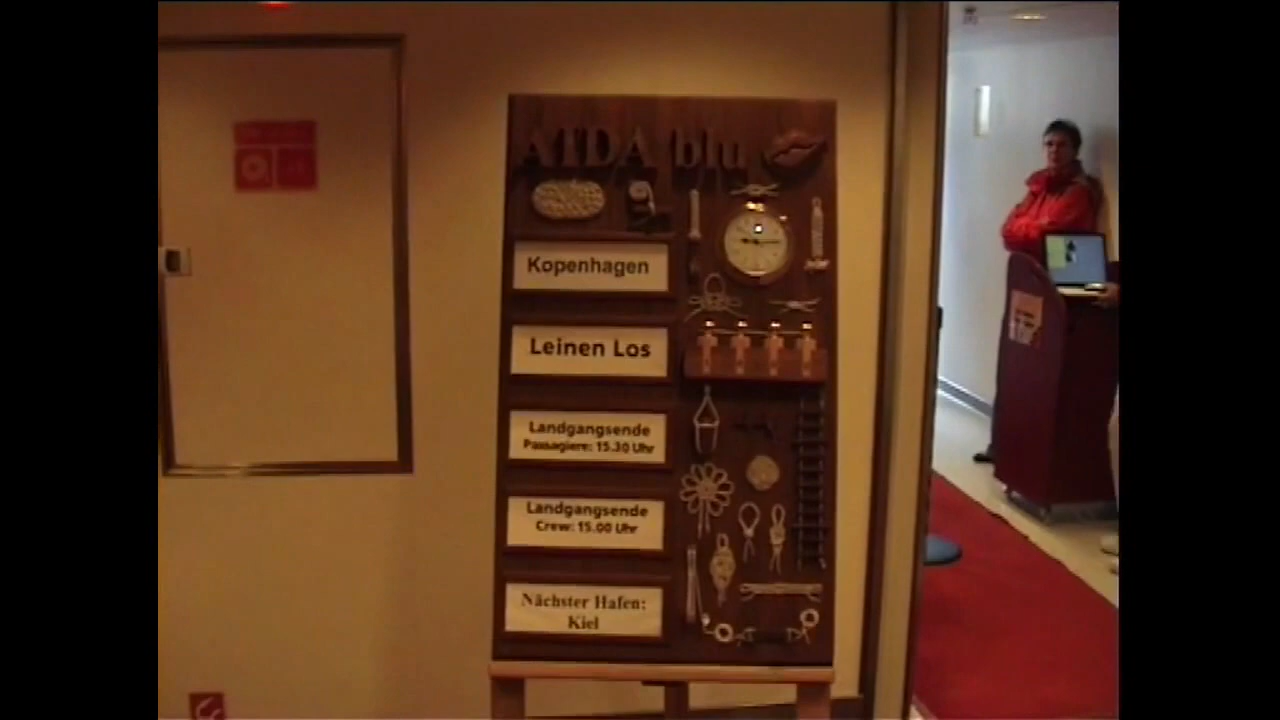 AIDA blu
Kopenhagen
Leinen Los
Landgangsende
Passagiere: 15.30 Uhr
Landgangsende
Crew: 15.00 Uhr
Nächster Hafen:
Kiel